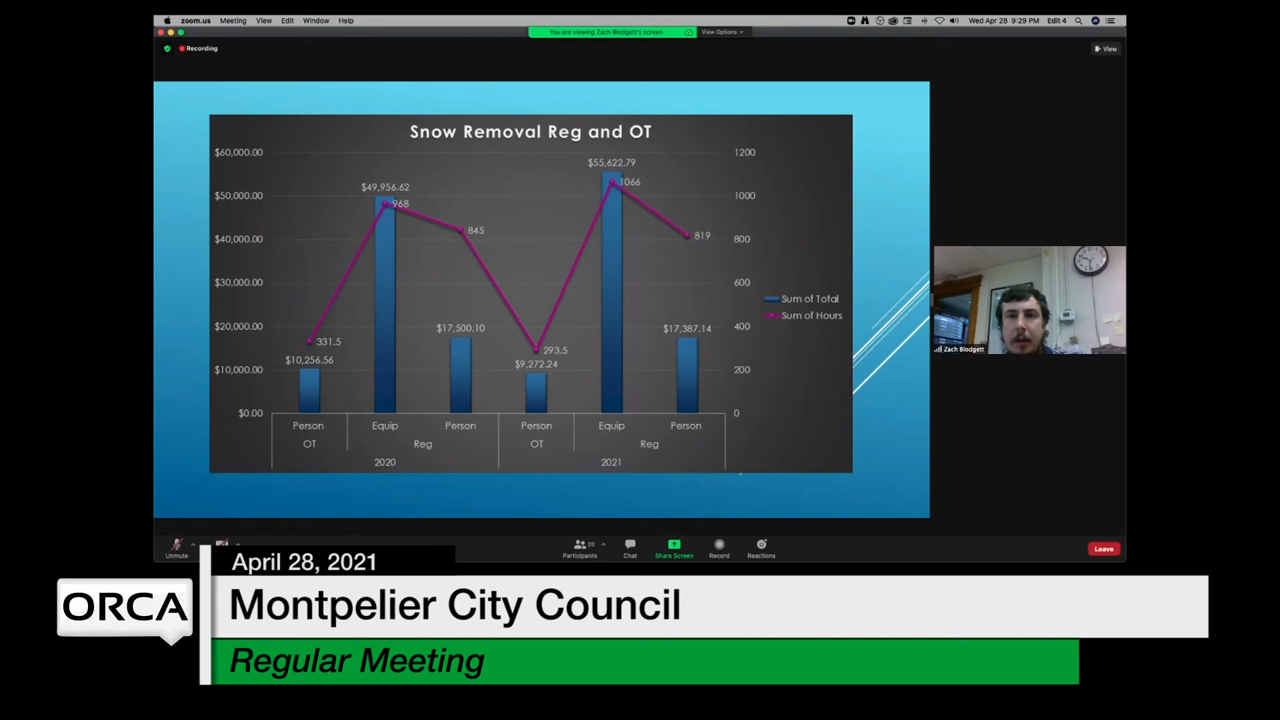 zoom.us Meeting View Edit Window Help
Wed Apr 28 9:29 PM Edit 4
You are viewing Zach Blodgett's screen
View Options
Recording
View
Snow Removal Reg and OT
$60,000.00
$50,000.00
$40,000.00
$30,000.00
$20,000.00
$10,000.00
$0.00
1200
1000
800
600
400
200
0
$10,256.56
$49,956.62
$17,500.10
$9,272.24
$55,622.79
$17,387.14
331.5
968
845
293.5
1066
819
Sum of Total
Sum of Hours
Person Equip Person Person Equip Person
OT Reg OT Reg
2020 2021
Zach Blodgett
Unmute
20
Participants Chat Share Screen Record Reactions
Leave
April 28, 2021
ORCA
Montpelier City Council
Regular Meeting